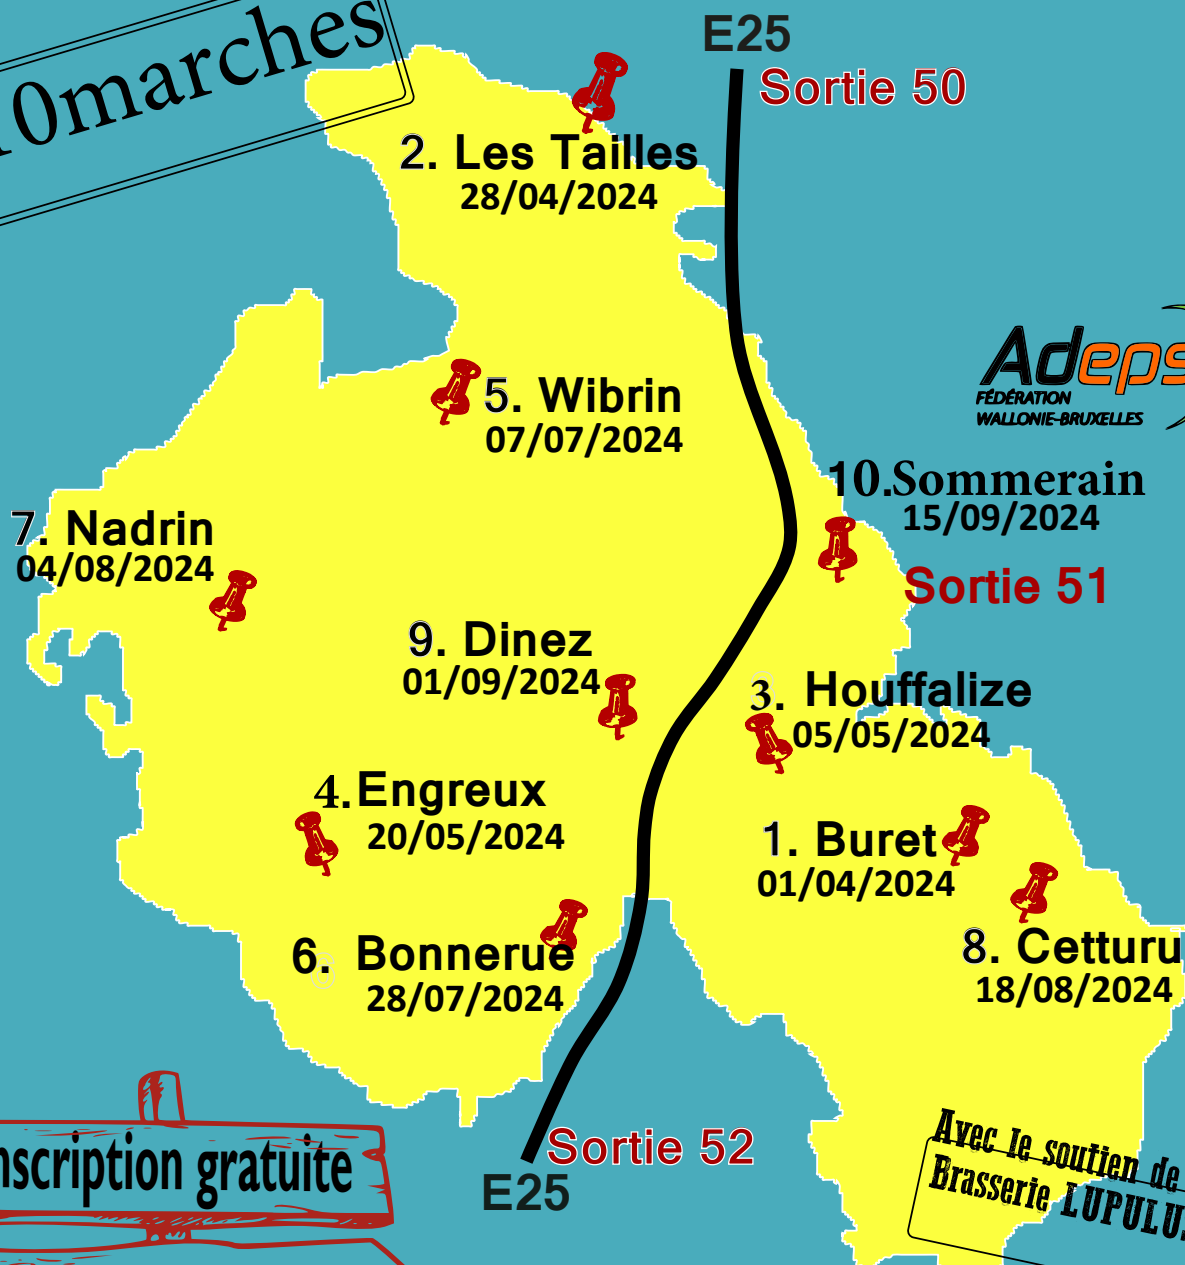 10marches
E25
Sortie 50
2. Les Tailles
28/04/2024
Adeps
FÉDÉRATION
WALLONIE-BRUXELLES
5. Wibrin
07/07/2024
10.Sommerain
15/09/2024
7. Nadrin
04/08/2024
Sortie 51
9. Dinez
01/09/2024
3. Houffalize
05/05/2024
4. Engreux
20/05/2024
1. Buret
01/04/2024
6. Bonnerue
28/07/2024
8. Cetturu
18/08/2024
nscription gratuite
Sortie 52
E25
Avec le soutien de
Brasserie LUPULUS